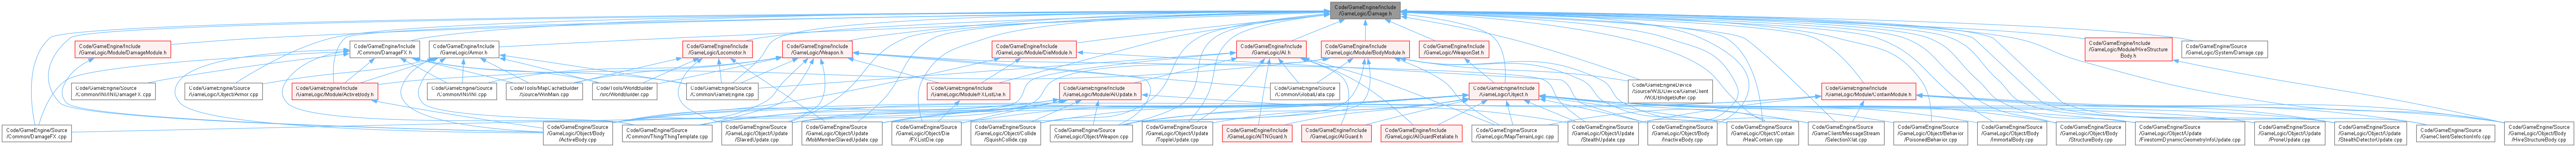 Code/GameEngine/Include
/GameLogic/Damage.h
Code/GameEngine/Include
/GameLogic/Module/DamageModule.h
Code/GameEngine/Include
/Common/DamageFX.h
Code/GameEngine/Include
/GameLogic/Armor.h
Code/GameEngine/Include
/GameLogic/Locomotor.h
Code/GameEngine/Include
/GameLogic/Weapon.h
Code/GameEngine/Include
/GameLogic/Module/DieModule.h
Code/GameEngine/Include
/GameLogic/AI.h
Code/GameEngine/Include
/GameLogic/Module/BodyModule.h
Code/GameEngine/Include
/GameLogic/WeaponSet.h
Code/GameEngine/Include
/GameLogic/Module/HiveStructure
Body.h
Code/GameEngine/Source
/GameLogic/System/Damage.cpp
Code/GameEngine/Source
/Common/INI/INIDamageFX.cpp
Code/GameEngine/Source
/GameLogic/Object/Armor.cpp
Code/GameEngine/Include
/GameLogic/Module/ActiveBody.h
Code/GameEngine/Source
/Common/INI/INI.cpp
Code/Tools/MapCacheBuilder
/Source/WinMain.cpp
Code/Tools/WorldBuilder
/src/WorldBuilder.cpp
Code/GameEngine/Source
/Common/GameEngine.cpp
Code/GameEngine/Include
/GameLogic/Module/FXListDie.h
Code/GameEngine/Include
/GameLogic/Module/AIUpdate.h
Code/GameEngine/Source
/Common/GlobalData.cpp
Code/GameEngine/Include
/GameLogic/Object.h
Code/GameEngineDevice
/Source/W3DDevice/GameClient
/W3DBridgeBuffer.cpp
Code/GameEngine/Include
/GameLogic/Module/ContainModule.h
Code/GameEngine/Source
/Common/DamageFX.cpp
Code/GameEngine/Source
/GameLogic/Object/Body
/ActiveBody.cpp
Code/GameEngine/Source
/Common/Thing/ThingTemplate.cpp
Code/GameEngine/Source
/GameLogic/Object/Update
/SlavedUpdate.cpp
Code/GameEngine/Source
/GameLogic/Object/Update
/MobMemberSlavedUpdate.cpp
Code/GameEngine/Source
/GameLogic/Object/Die
/FXListDie.cpp
Code/GameEngine/Source
/GameLogic/Object/Collide
/SquishCollide.cpp
Code/GameEngine/Source
/GameLogic/Object/Weapon.cpp
Code/GameEngine/Source
/GameLogic/Object/Update
/ToppleUpdate.cpp
Code/GameEngine/Include
/GameLogic/AITNGuard.h
Code/GameEngine/Include
/GameLogic/AIGuard.h
Code/GameEngine/Include
/GameLogic/AIGuardRetaliate.h
Code/GameEngine/Source
/GameLogic/Map/TerrainLogic.cpp
Code/GameEngine/Source
/GameLogic/Object/Update
/StealthUpdate.cpp
Code/GameEngine/Source
/GameLogic/Object/Body
/InactiveBody.cpp
Code/GameEngine/Source
/GameLogic/Object/Contain
/HealContain.cpp
Code/GameEngine/Source
/GameClient/MessageStream
/SelectionXlat.cpp
Code/GameEngine/Source
/GameLogic/Object/Behavior
/PoisonedBehavior.cpp
Code/GameEngine/Source
/GameLogic/Object/Body
/ImmortalBody.cpp
Code/GameEngine/Source
/GameLogic/Object/Body
/StructureBody.cpp
Code/GameEngine/Source
/GameLogic/Object/Update
/FirestormDynamicGeometryInfoUpdate.cpp
Code/GameEngine/Source
/GameLogic/Object/Update
/ProneUpdate.cpp
Code/GameEngine/Source
/GameLogic/Object/Update
/StealthDetectorUpdate.cpp
Code/GameEngine/Source
/GameClient/SelectionInfo.cpp
Code/GameEngine/Source
/GameLogic/Object/Body
/HiveStructureBody.cpp